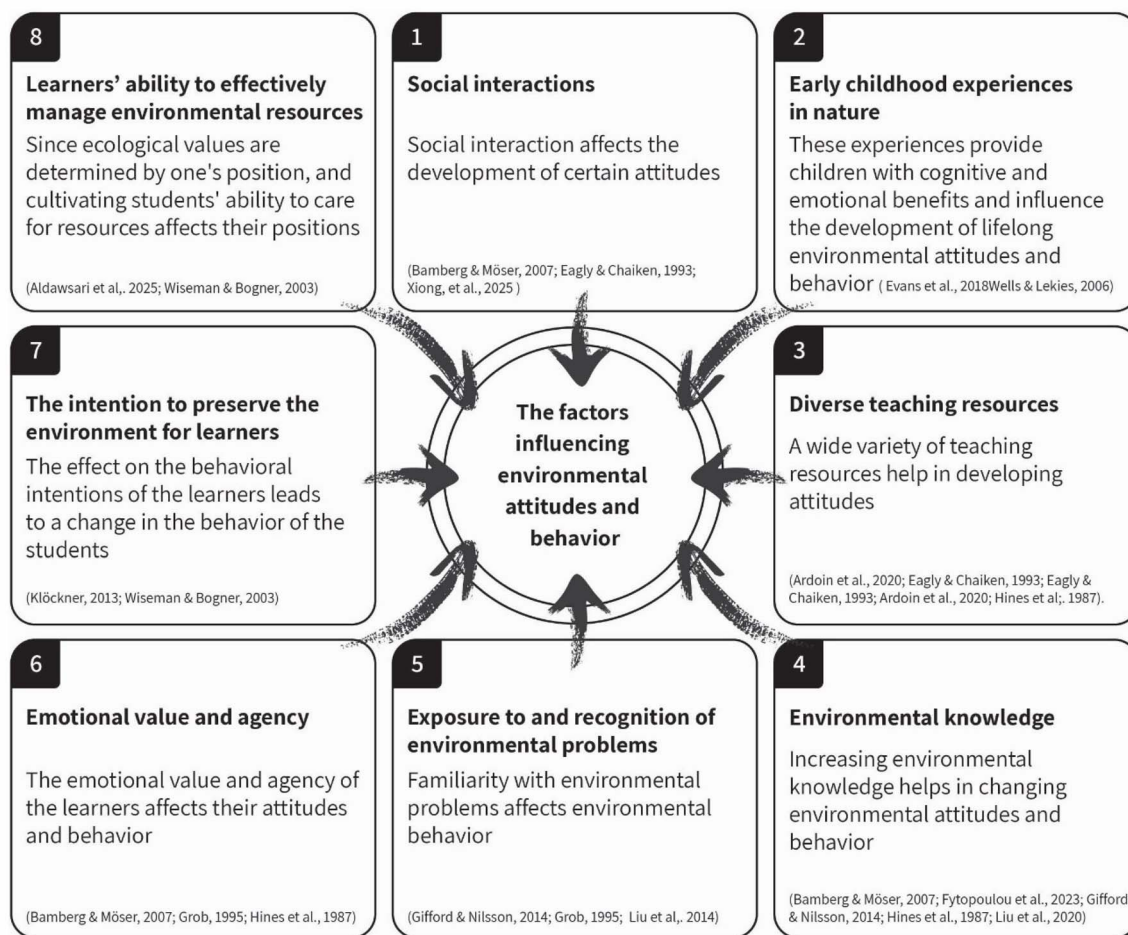 8
Learners’ ability to effectively
manage environmental resources
Since ecological values are
determined by one's position, and
cultivating students' ability to care
for resources affects their positions
(Aldawsari et al,. 2025; Wiseman & Bogner, 2003)
1
Social interactions
Social interaction affects the
development of certain attitudes
(Bamberg & Möser, 2007; Eagly & Chaiken, 1993;
Xiong, et al., 2025 )
2
Early childhood experiences
in nature
These experiences provide
children with cognitive and
emotional benefits and influence
the development of lifelong
environmental attitudes and
behavior ( Evans et al., 2018Wells & Lekies, 2006)
7
The intention to preserve the
environment for learners
The effect on the behavioral
intentions of the learners leads
to a change in the behavior of the
students
(Klöckner, 2013; Wiseman & Bogner, 2003)
The factors
influencing
environmental
attitudes and
behavior
3
Diverse teaching resources
A wide variety of teaching
resources help in developing
attitudes
(Ardoin et al., 2020; Eagly & Chaiken, 1993; Eagly &
Chaiken, 1993; Ardoin et al., 2020; Hines et al;. 1987).
6
Emotional value and agency
The emotional value and agency of
the learners affects their attitudes
and behavior
(Bamberg & Möser, 2007; Grob, 1995; Hines et al., 1987)
5
Exposure to and recognition of
environmental problems
Familiarity with environmental
problems affects environmental
behavior
(Gifford & Nilsson, 2014; Grob, 1995; Liu et al,. 2014)
4
Environmental knowledge
Increasing environmental
knowledge helps in changing
environmental attitudes and
behavior
(Bamberg & Möser, 2007; Fytopoulou et al., 2023; Gifford
& Nilsson, 2014; Hines et al., 1987; Liu et al., 2020)